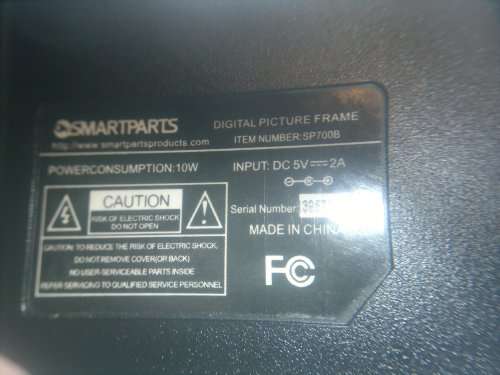 SMARTPARTS
http://www.smartpartsproducts.com
DIGITAL PICTURE FRAME
ITEM NUMBER: SP700B
POWERCONSUMPTION:10W
INPUT: DC 5V 2A
CAUTION
RISK OF ELECTRIC SHOCK
DO NOT OPEN
Serial Number:
MADE IN CHINA
CAUTION: TO REDUCE THE RISK OF ELECTRIC SHOCK,
DO NOT REMOVE COVER(OR BACK)
NO USER-SERVICEABLE PARTS INSIDE
REFER SERVICING TO QUALIFIED SERVICE PERSONNEL
FC